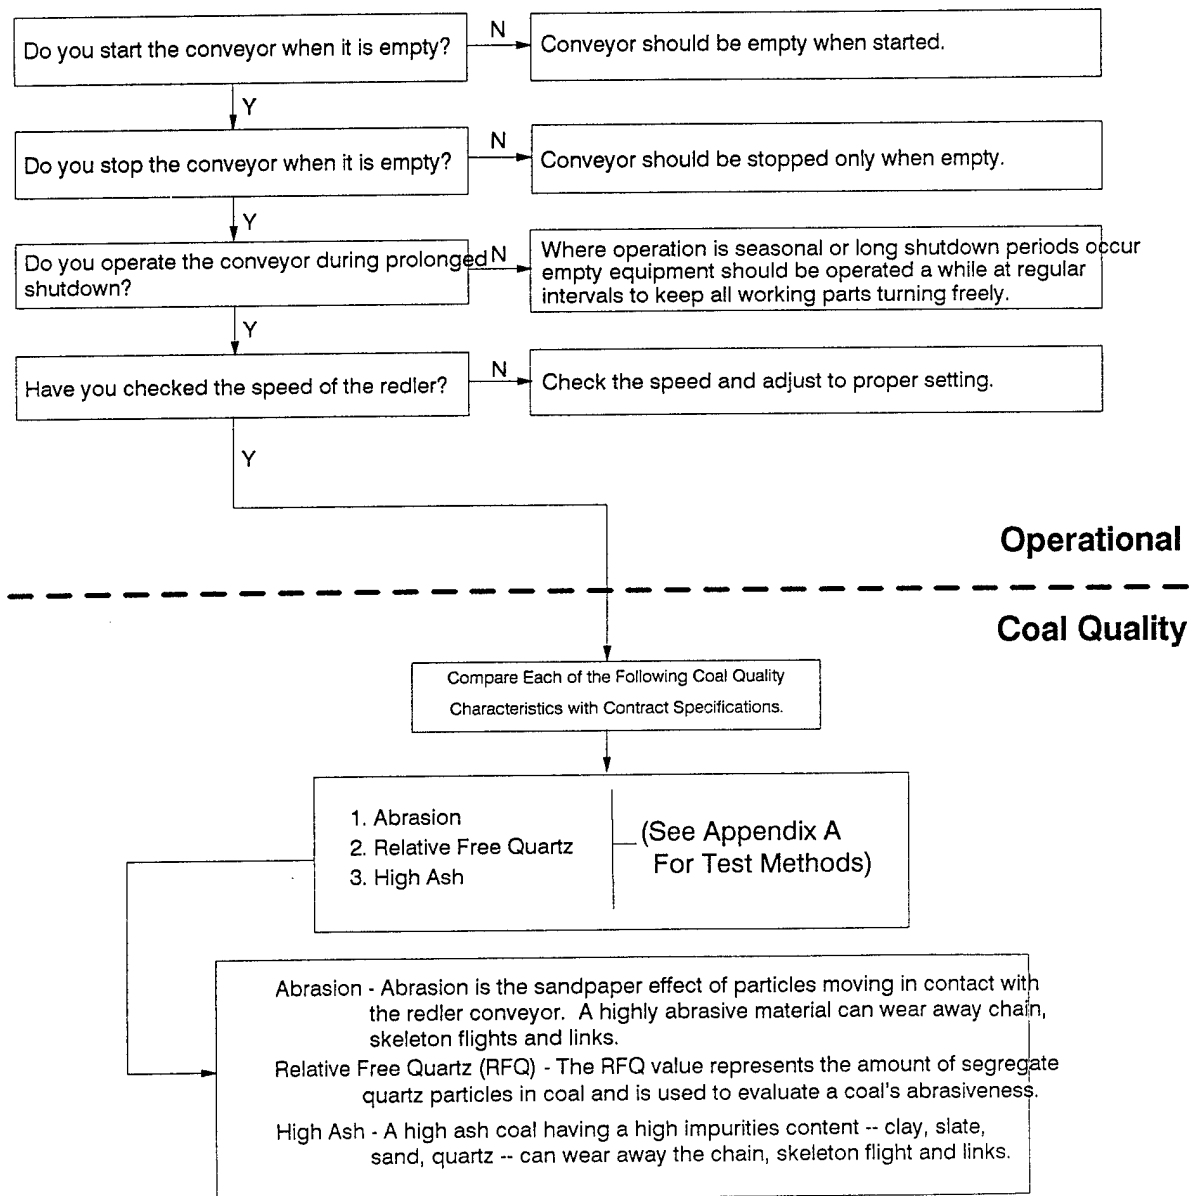 Do you start the conveyor when it is empty?
N
Conveyor should be empty when started.
Y
Do you stop the conveyor when it is empty?
N
Conveyor should be stopped only when empty.
Y
Do you operate the conveyor during prolonged
shutdown?
N
Where operation is seasonal or long shutdown periods occur
empty equipment should be operated a while at regular
intervals to keep all working parts turning freely.
Y
Have you checked the speed of the redler?
N
Check the speed and adjust to proper setting.
Y
Operational
Coal Quality
Compare Each of the Following Coal Quality
Characteristics with Contract Specifications.
1. Abrasion
2. Relative Free Quartz
3. High Ash
(See Appendix A
For Test Methods)
Abrasion - Abrasion is the sandpaper effect of particles moving in contact with
the redler conveyor. A highly abrasive material can wear away chain,
skeleton flights and links.
Relative Free Quartz (RFQ) - The RFQ value represents the amount of segregate
quartz particles in coal and is used to evaluate a coal's abrasiveness.
High Ash - A high ash coal having a high impurities content -- clay, slate,
sand, quartz -- can wear away the chain, skeleton flight and links.